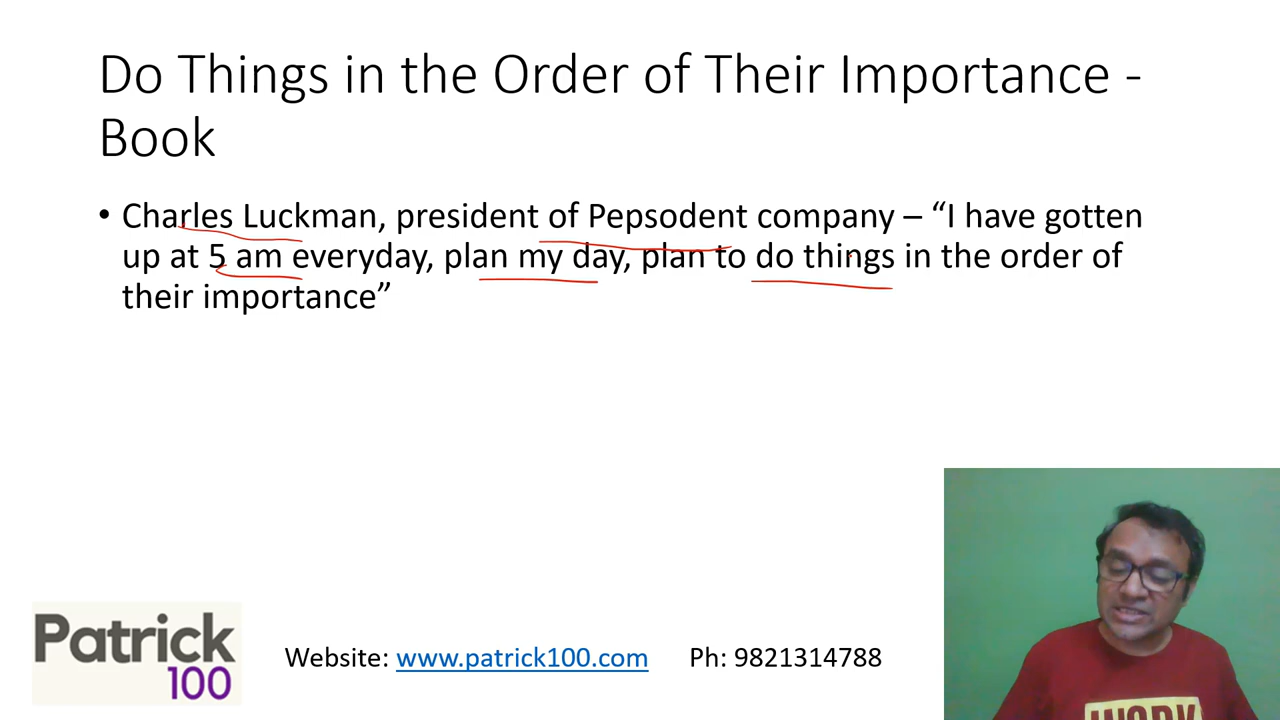 Do Things in the Order of Their Importance -
Book
• Charles Luckman, president of Pepsodent company – “I have gotten
up at 5 am everyday, plan my day, plan to do things in the order of
their importance”
Patrick
100
Website: www.patrick100.com Ph: 9821314788
WORK